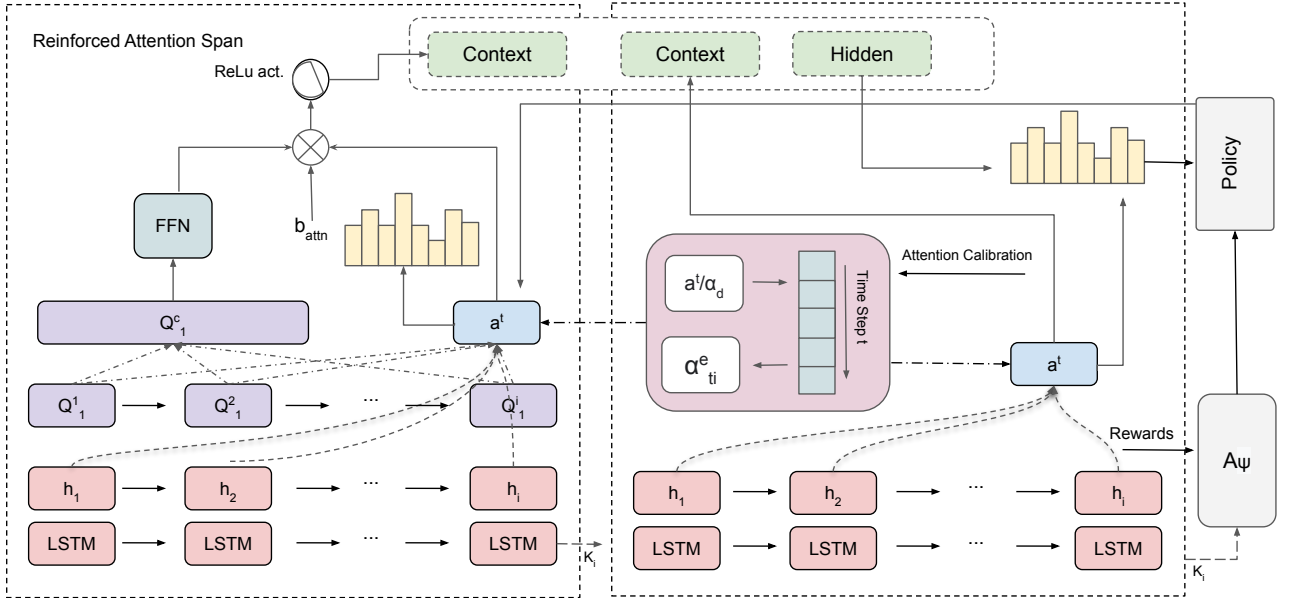 Reinforced Attention Span
ReLu act.
Context
Context
Hidden
Policy
FFN
b_attn
Attention Calibration
a^t/α_d
Time Step t
α^e_ti
Q^c_1
a^t
a^t
Q^1_1
Q^2_1
...
Q^i_1
Rewards
Aψ
h_1
h_2
...
h_i
h_1
h_2
...
h_i
LSTM
LSTM
...
LSTM
K_i
LSTM
LSTM
...
LSTM
K_i